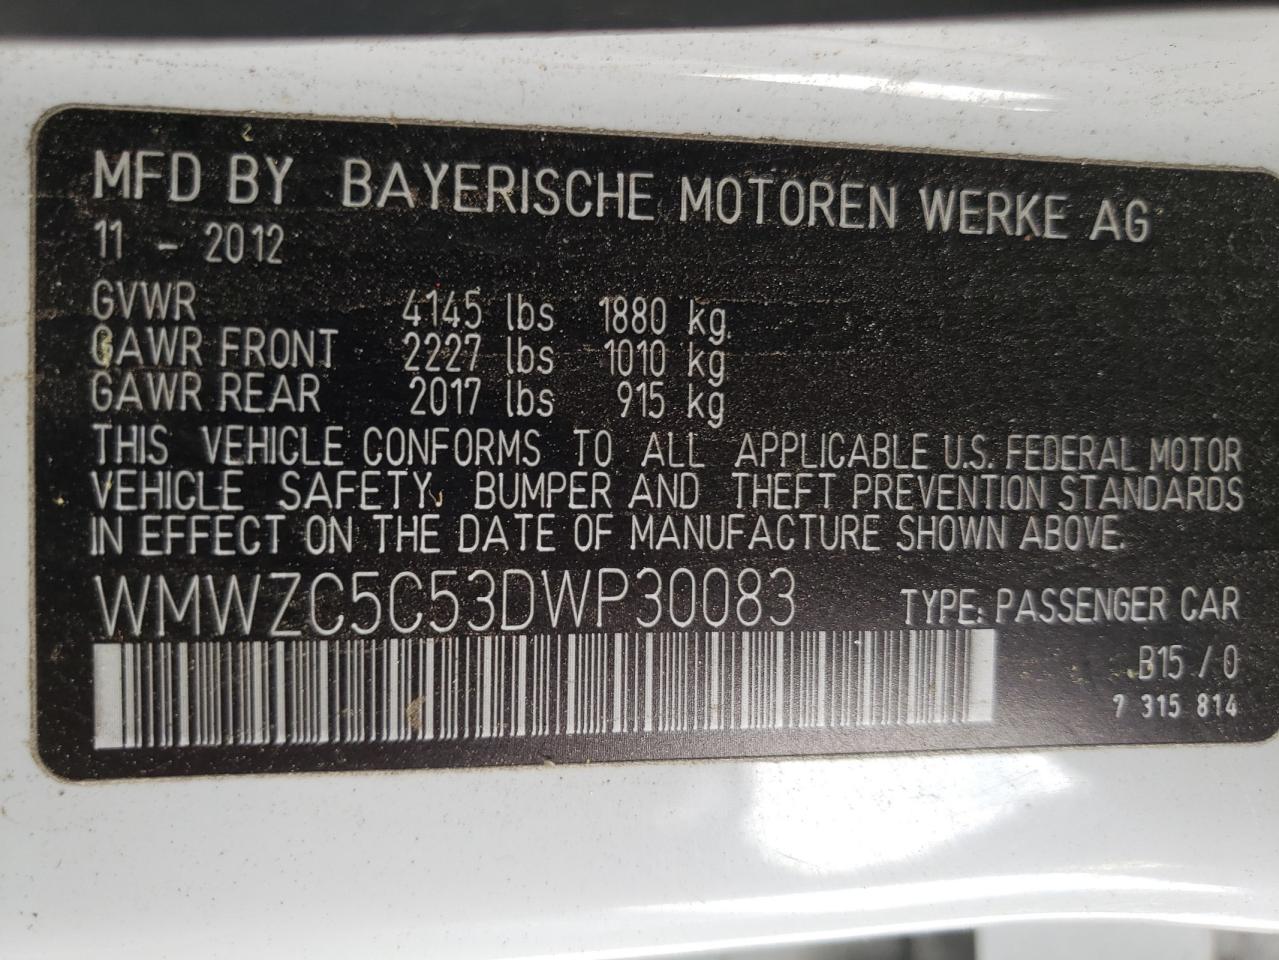 MFD BY BAYERISCHE MOTOREN WERKE AG
11 - 2012
GVWR 4145 lbs 1880 kg
GAWR FRONT 2227 lbs 1010 kg
GAWR REAR 2017 lbs 915 kg
THIS VEHICLE CONFORMS TO ALL APPLICABLE U.S. FEDERAL MOTOR
VEHICLE SAFETY, BUMPER AND THEFT PREVENTION STANDARDS
IN EFFECT ON THE DATE OF MANUFACTURE SHOWN ABOVE.
WMWZC5C53DWP30083 TYPE: PASSENGER CAR
B15 / 0
7 315 814